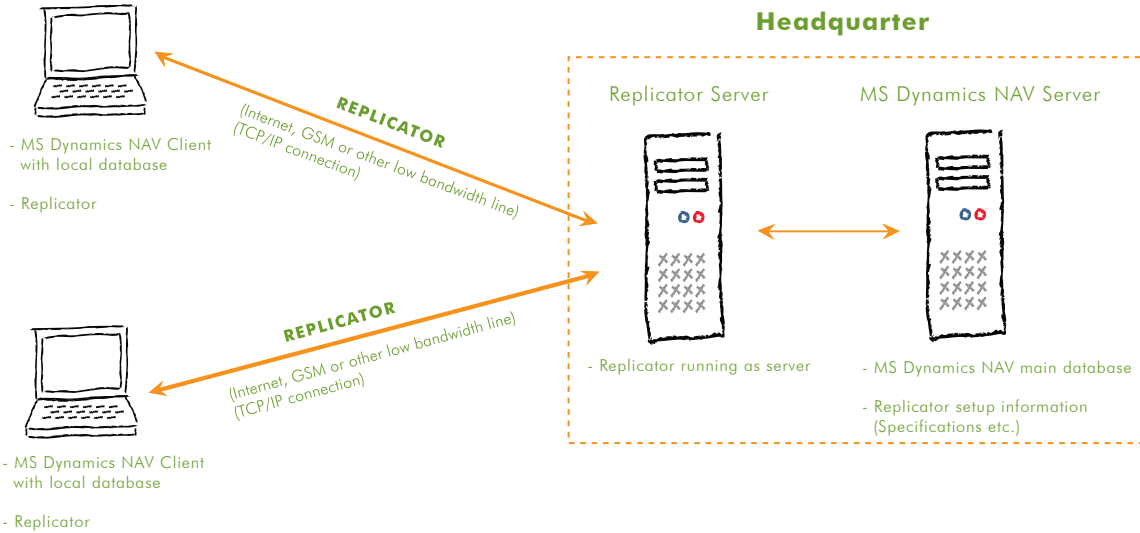 Headquarter
Replicator Server
MS Dynamics NAV Server
REPLICATOR
(Internet, GSM or other low bandwidth line)
(TCP/IP connection)
- MS Dynamics NAV Client
with local database
- Replicator
REPLICATOR
(Internet, GSM or other low bandwidth line)
(TCP/IP connection)
- Replicator running as server
- MS Dynamics NAV main database
- Replicator setup information
(Specifications etc.)
- MS Dynamics NAV Client
with local database
- Replicator